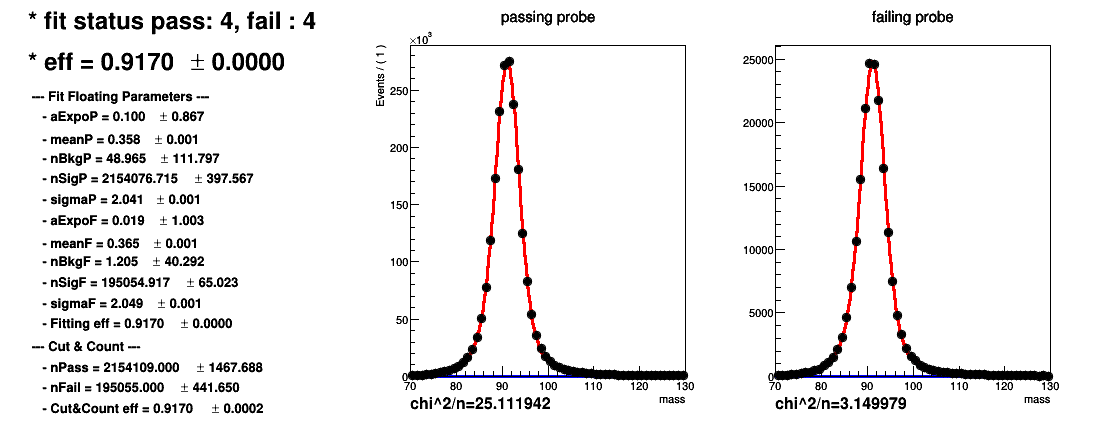 * fit status pass: 4, fail : 4
* eff = 0.9170 ± 0.0000
--- Fit Floating Parameters ---
- aExpoP = 0.100 ± 0.867
- meanP = 0.358 ± 0.001
- nBkgP = 48.965 ± 111.797
- nSigP = 2154076.715 ± 397.567
- sigmaP = 2.041 ± 0.001
- aExpoF = 0.019 ± 1.003
- meanF = 0.365 ± 0.001
- nBkgF = 1.205 ± 40.292
- nSigF = 195054.917 ± 65.023
- sigmaF = 2.049 ± 0.001
- Fitting eff = 0.9170 ± 0.0000
--- Cut & Count ---
- nPass = 2154109.000 ± 1467.688
- nFail = 195055.000 ± 441.650
- Cut&Count eff = 0.9170 ± 0.0002
passing probe
×10³
Events / ( 1 )
250
200
150
100
50
0
70 80 90 100 110 120 130
mass
chi^2/n=25.111942
failing probe
25000
20000
15000
10000
5000
0
70 80 90 100 110 120 130
mass
chi^2/n=3.149979